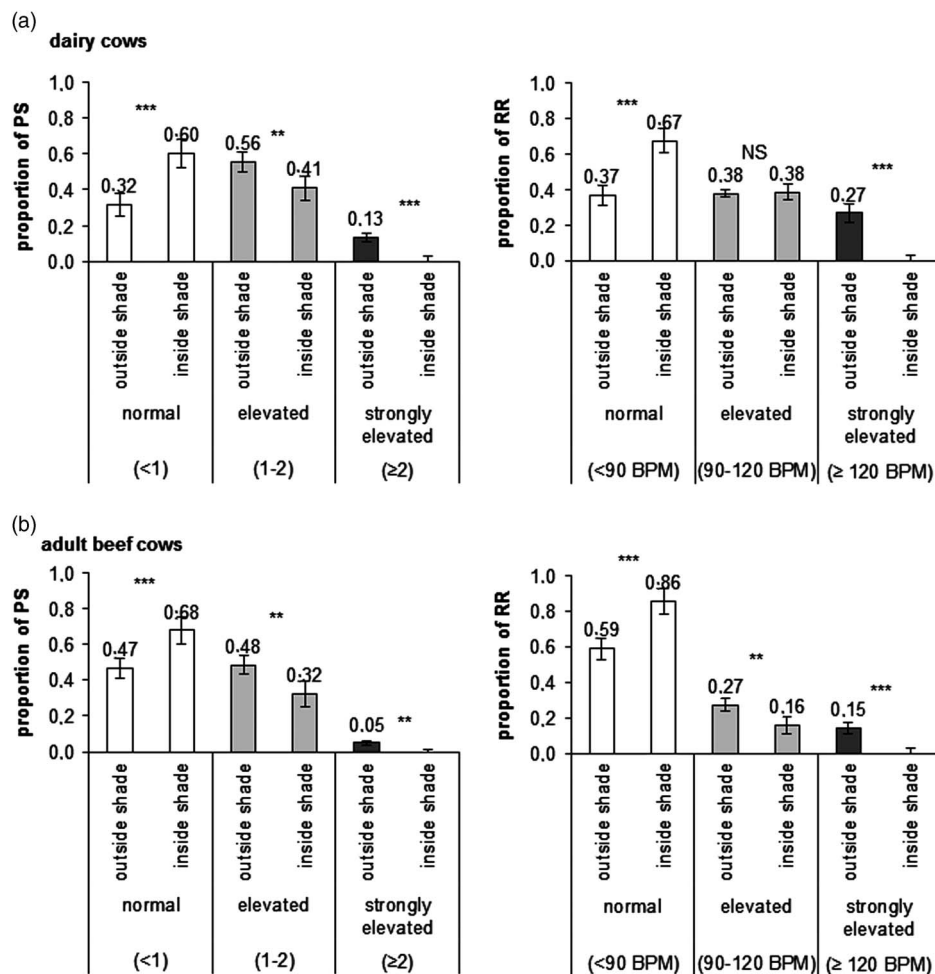 (a)
dairy cows
proportion of PS
1.0
0.8
0.6
0.4
0.2
0.0
***
**
***
0.32
0.60
0.56
0.41
0.13
outside shade
inside shade
outside shade
inside shade
outside shade
inside shade
normal
elevated
strongly
elevated
(<1)
(1-2)
(≥2)
proportion of RR
1.0
0.8
0.6
0.4
0.2
0.0
***
NS
***
0.37
0.67
0.38
0.38
0.27
outside shade
inside shade
outside shade
inside shade
outside shade
inside shade
normal
elevated
strongly
elevated
(<90 BPM)
(90-120 BPM)
(≥ 120 BPM)
(b)
adult beef cows
proportion of PS
1.0
0.8
0.6
0.4
0.2
0.0
***
**
**
0.47
0.68
0.48
0.32
0.05
outside shade
inside shade
outside shade
inside shade
outside shade
inside shade
normal
elevated
strongly
elevated
(<1)
(1-2)
(≥2)
proportion of RR
1.0
0.8
0.6
0.4
0.2
0.0
***
**
***
0.59
0.86
0.27
0.16
0.15
outside shade
inside shade
outside shade
inside shade
outside shade
inside shade
normal
elevated
strongly
elevated
(<90 BPM)
(90-120 BPM)
(≥ 120 BPM)